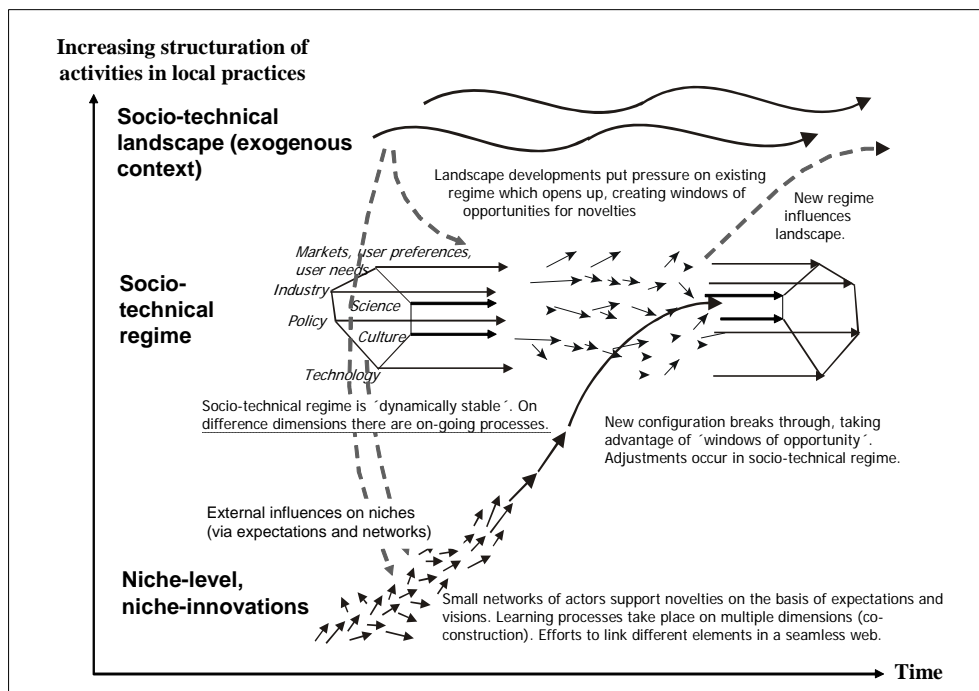 Increasing structuration of
activities in local practices
Socio-technical
landscape (exogenous
context)
Landscape developments put pressure on existing
regime which opens up, creating windows of
opportunities for novelties
New regime
influences
landscape.
Markets, user preferences,
user needs
Industry
Science
Policy
Culture
Technology
Socio-
technical
regime
Socio-technical regime is ´dynamically stable´. On
difference dimensions there are on-going processes.
New configuration breaks through, taking
advantage of ´windows of opportunity´.
Adjustments occur in socio-technical regime.
External influences on niches
(via expectations and networks)
Niche-level,
niche-innovations
Small networks of actors support novelties on the basis of expectations and
visions. Learning processes take place on multiple dimensions (co-
construction). Efforts to link different elements in a seamless web.
Time